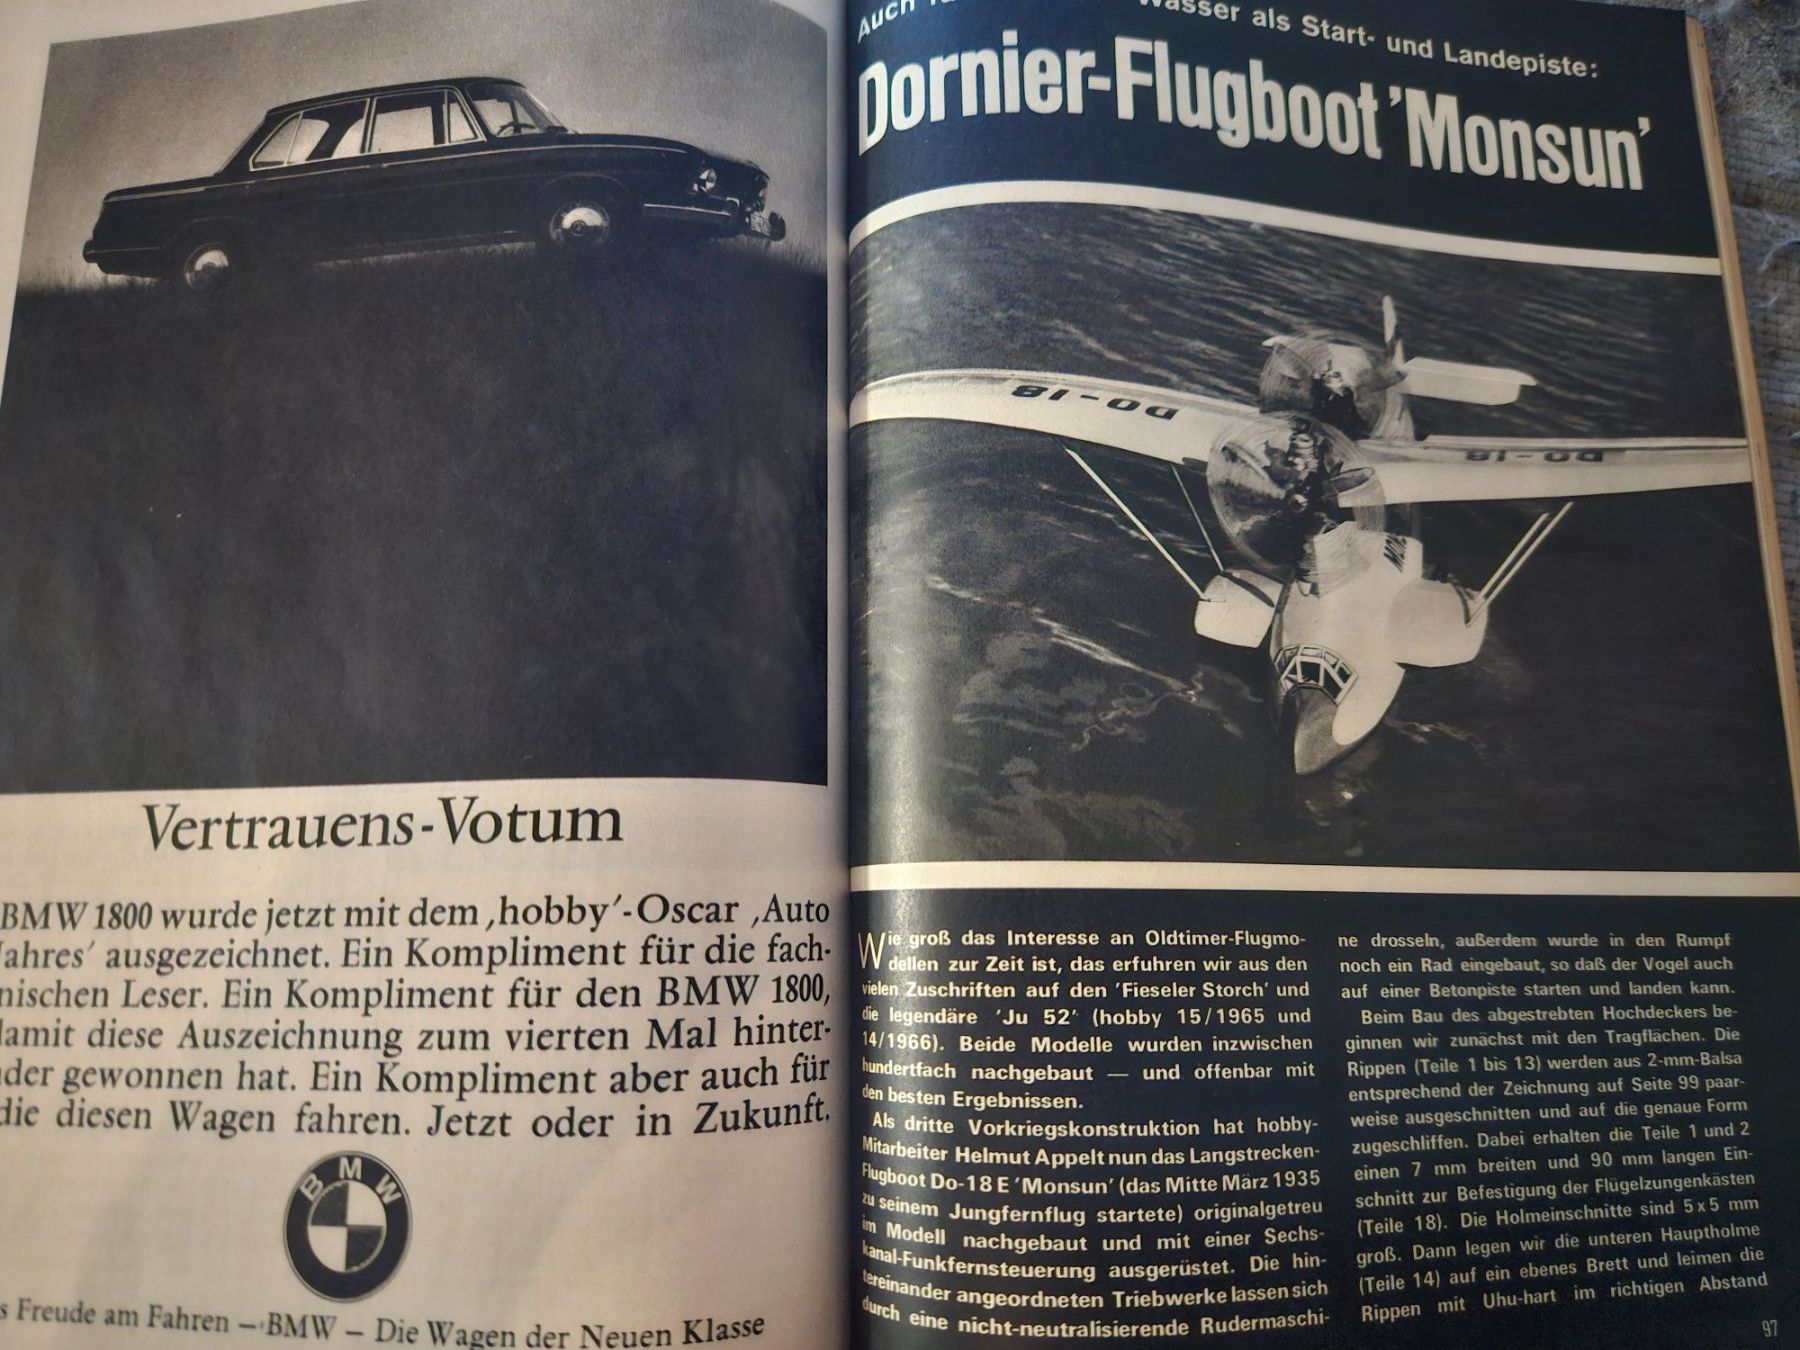 Vertrauens-Votum
BMW 1800 wurde jetzt mit dem ‚hobby'-Oscar ‚Auto
Jahres' ausgezeichnet. Ein Kompliment für die fach-
nischen Leser. Ein Kompliment für den BMW 1800,
damit diese Auszeichnung zum vierten Mal hinter-
der gewonnen hat. Ein Kompliment aber auch für
die diesen Wagen fahren. Jetzt oder in Zukunft.
BMW
s Freude am Fahren – BMW – Die Wagen der Neuen Klasse
Auch Wasser als Start- und Landepiste:
Dornier-Flugboot 'Monsun'
DO-18
DO-18
Wie groß das Interesse an Oldtimer-Flugmo-
dellen zur Zeit ist, das erfuhren wir aus den
vielen Zuschriften auf den 'Fieseler Storch' und
die legendäre 'Ju 52' (hobby 15/1965 und
14/1966). Beide Modelle wurden inzwischen
hundertfach nachgebaut — und offenbar mit
den besten Ergebnissen.
Als dritte Vorkriegskonstruktion hat hobby-
Mitarbeiter Helmut Appelt nun das Langstrecken-
Flugboot Do-18 E 'Monsun' (das Mitte März 1935
zu seinem Jungfernflug startete) originalgetreu
im Modell nachgebaut und mit einer Sechs-
kanal-Funkfernsteuerung ausgerüstet. Die hin-
tereinander angeordneten Triebwerke lassen sich
durch eine nicht-neutralisierende Rudermaschi-
ne drosseln, außerdem wurde in den Rumpf
noch ein Rad eingebaut, so daß der Vogel auch
auf einer Betonpiste starten und landen kann.
Beim Bau des abgestrebten Hochdeckers be-
ginnen wir zunächst mit den Tragflächen. Die
Rippen (Teile 1 bis 13) werden aus 2-mm-Balsa
entsprechend der Zeichnung auf Seite 99 paar-
weise ausgeschnitten und auf die genaue Form
zugeschliffen. Dabei erhalten die Teile 1 und 2
einen 7 mm breiten und 90 mm langen Ein-
schnitt zur Befestigung der Flügelzungenkästen
(Teile 18). Die Holmeinschnitte sind 5 x 5 mm
groß. Dann legen wir die unteren Hauptholme
(Teile 14) auf ein ebenes Brett und leimen die
Rippen mit Uhu-hart im richtigen Abstand
97